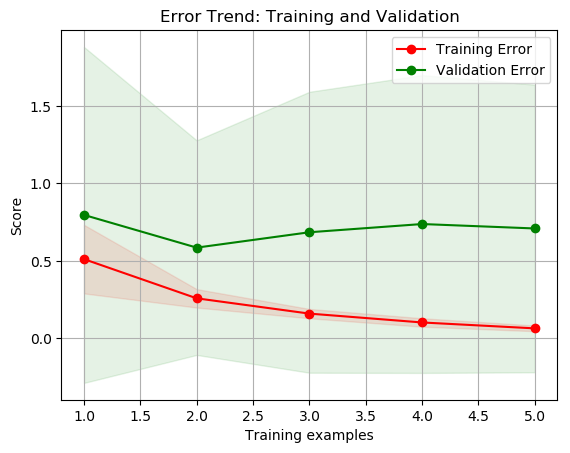 Error Trend: Training and Validation
Training Error
Validation Error
Score
1.5
1.0
0.5
0.0
1.0 1.5 2.0 2.5 3.0 3.5 4.0 4.5 5.0
Training examples